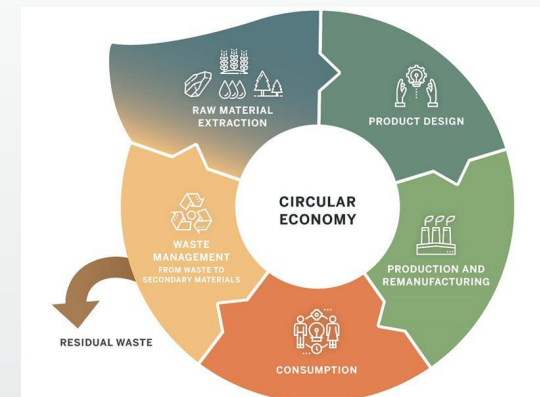 RAW MATERIAL
EXTRACTION
PRODUCT DESIGN
CIRCULAR
ECONOMY
WASTE
MANAGEMENT
FROM WASTE TO
SECONDARY MATERIALS
PRODUCTION AND
REMANUFACTURING
RESIDUAL WASTE
CONSUMPTION